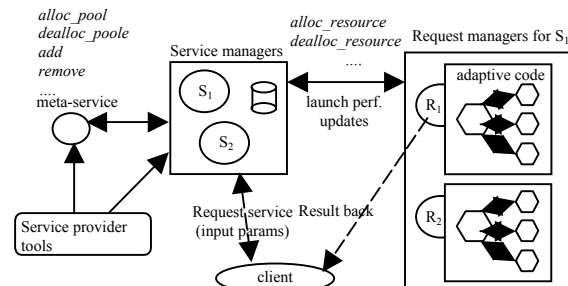 alloc_pool
dealloc_poole
add
remove
....
meta-service
Service provider
tools
Service managers
S1
S2
alloc_resource
dealloc_resource
....
launch perf.
updates
Request service
(input params)
Result back
client
Request managers for S1
adaptive code
R1
R2